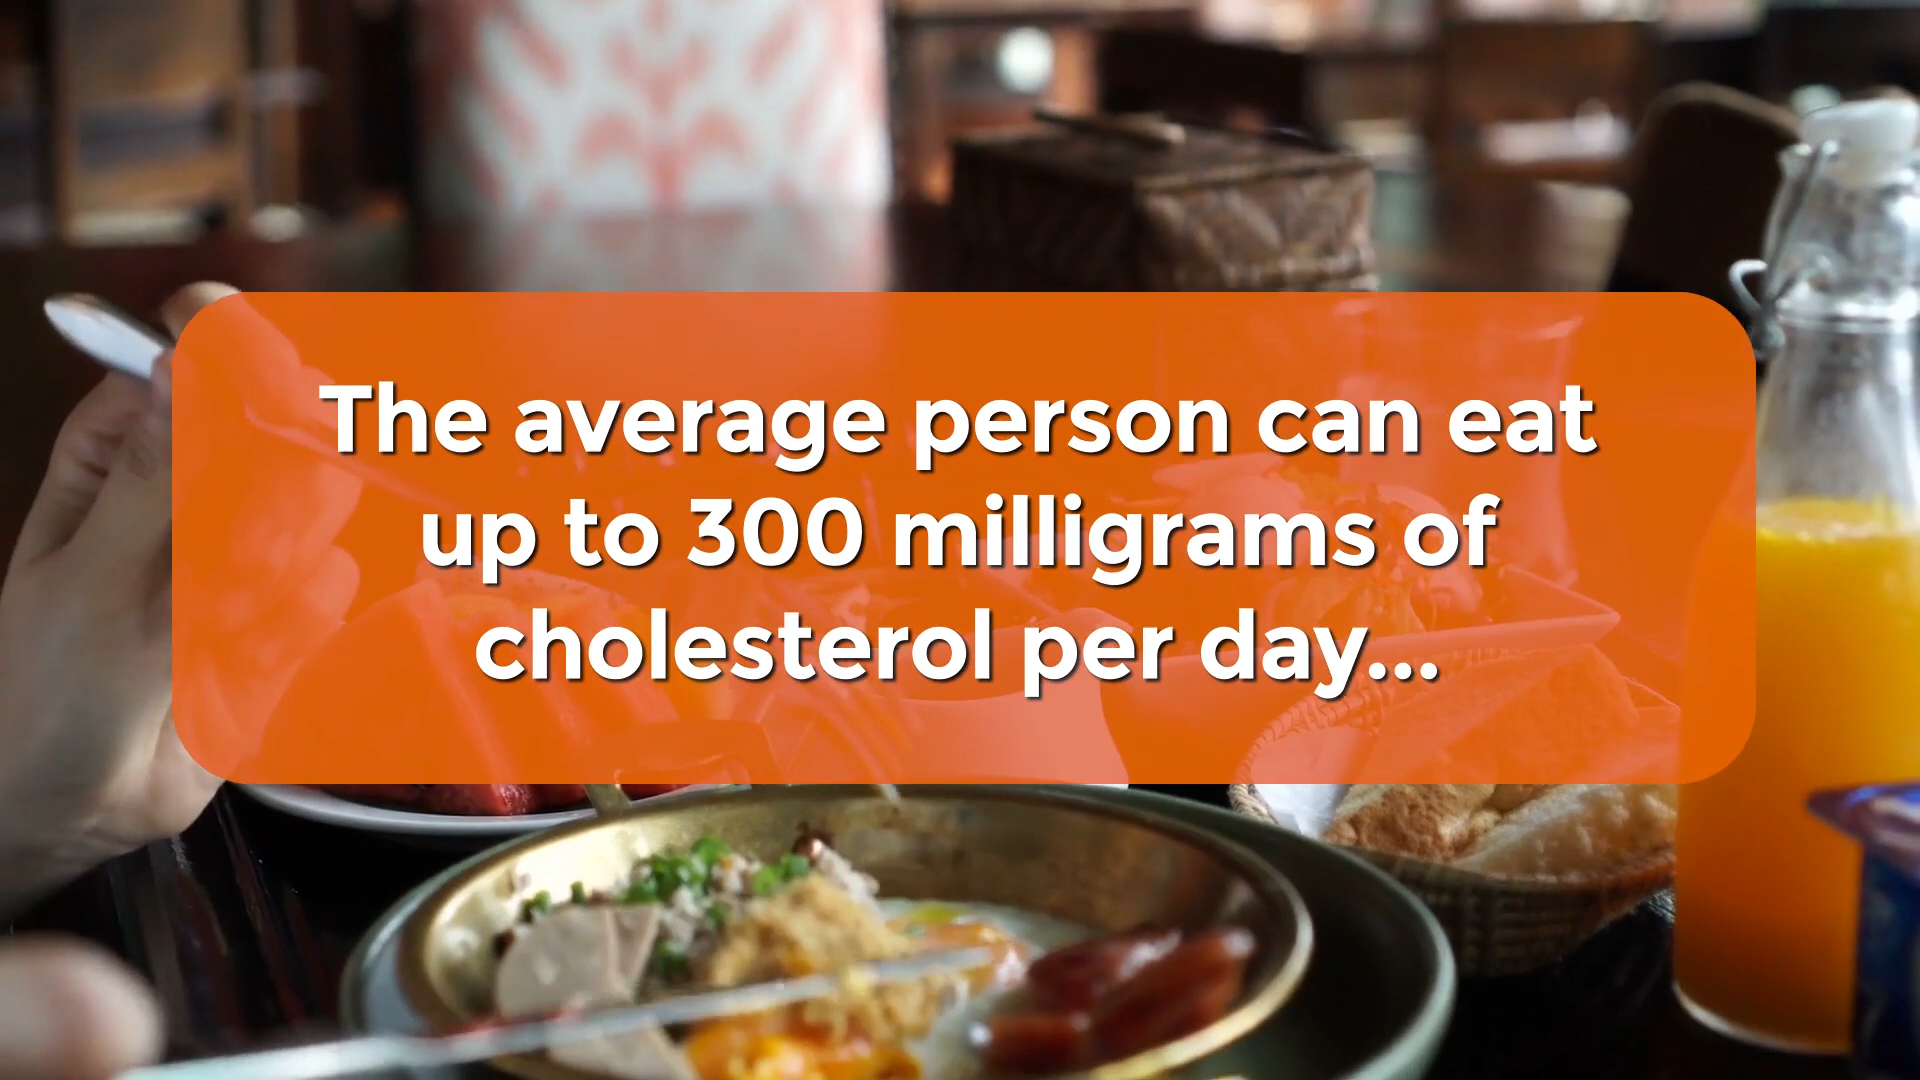 The average person can eat
up to 300 milligrams of
cholesterol per day...